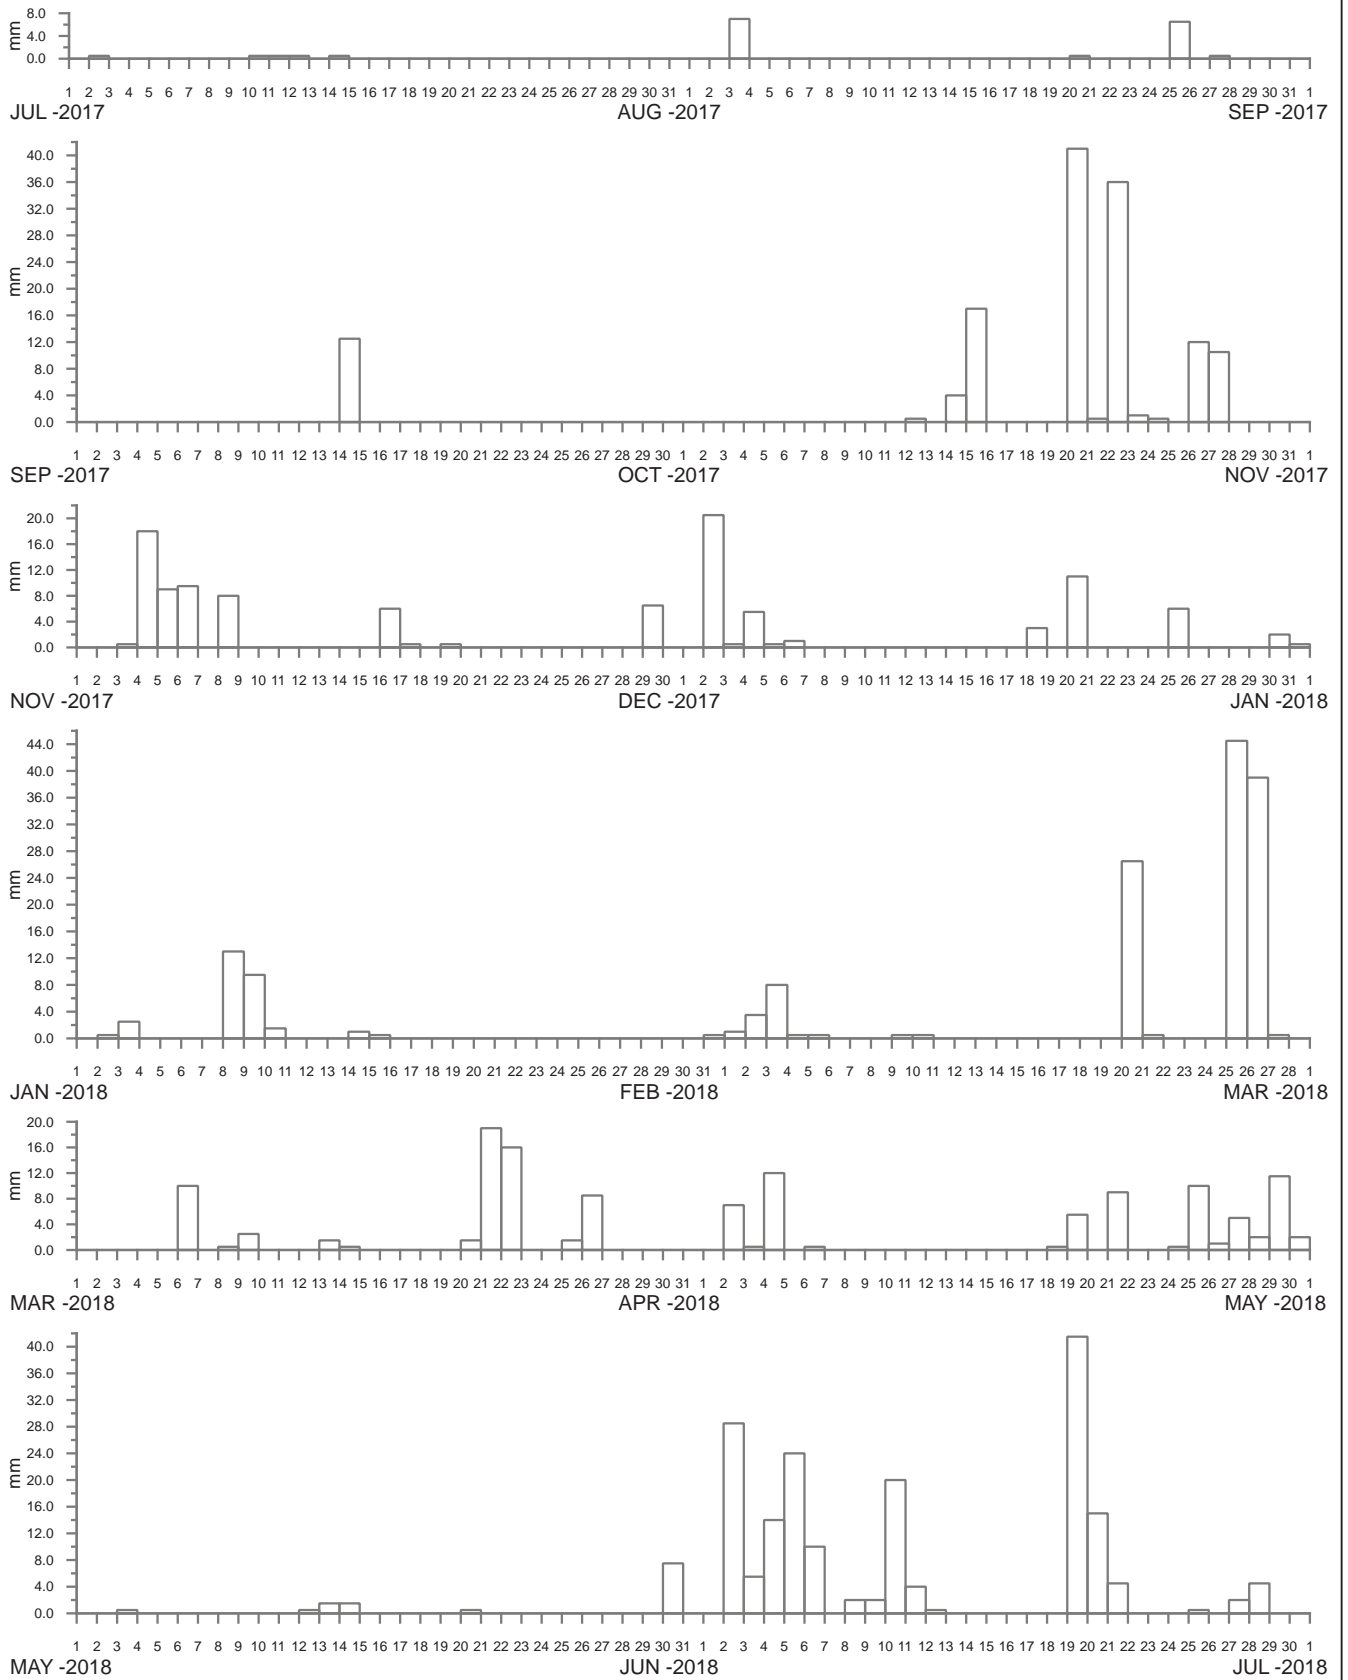 8.0
4.0
0.0
mm
1 2 3 4 5 6 7 8 9 10 11 12 13 14 15 16 17 18 19 20 21 22 23 24 25 26 27 28 29 30 31 1 2 3 4 5 6 7 8 9 10 11 12 13 14 15 16 17 18 19 20 21 22 23 24 25 26 27 28 29 30 31 1
JUL -2017 AUG -2017 SEP -2017
40.0
36.0
32.0
28.0
24.0
20.0
16.0
12.0
8.0
4.0
0.0
mm
1 2 3 4 5 6 7 8 9 10 11 12 13 14 15 16 17 18 19 20 21 22 23 24 25 26 27 28 29 30 1 2 3 4 5 6 7 8 9 10 11 12 13 14 15 16 17 18 19 20 21 22 23 24 25 26 27 28 29 30 31 1
SEP -2017 OCT -2017 NOV -2017
20.0
16.0
12.0
8.0
4.0
0.0
mm
1 2 3 4 5 6 7 8 9 10 11 12 13 14 15 16 17 18 19 20 21 22 23 24 25 26 27 28 29 30 1 2 3 4 5 6 7 8 9 10 11 12 13 14 15 16 17 18 19 20 21 22 23 24 25 26 27 28 29 30 31 1
NOV -2017 DEC -2017 JAN -2018
44.0
40.0
36.0
32.0
28.0
24.0
20.0
16.0
12.0
8.0
4.0
0.0
mm
1 2 3 4 5 6 7 8 9 10 11 12 13 14 15 16 17 18 19 20 21 22 23 24 25 26 27 28 29 30 31 1 2 3 4 5 6 7 8 9 10 11 12 13 14 15 16 17 18 19 20 21 22 23 24 25 26 27 28 1
JAN -2018 FEB -2018 MAR -2018
20.0
16.0
12.0
8.0
4.0
0.0
mm
1 2 3 4 5 6 7 8 9 10 11 12 13 14 15 16 17 18 19 20 21 22 23 24 25 26 27 28 29 30 31 1 2 3 4 5 6 7 8 9 10 11 12 13 14 15 16 17 18 19 20 21 22 23 24 25 26 27 28 29 30 1
MAR -2018 APR -2018 MAY -2018
40.0
36.0
32.0
28.0
24.0
20.0
16.0
12.0
8.0
4.0
0.0
mm
1 2 3 4 5 6 7 8 9 10 11 12 13 14 15 16 17 18 19 20 21 22 23 24 25 26 27 28 29 30 31 1 2 3 4 5 6 7 8 9 10 11 12 13 14 15 16 17 18 19 20 21 22 23 24 25 26 27 28 29 30 1
MAY -2018 JUN -2018 JUL -2018